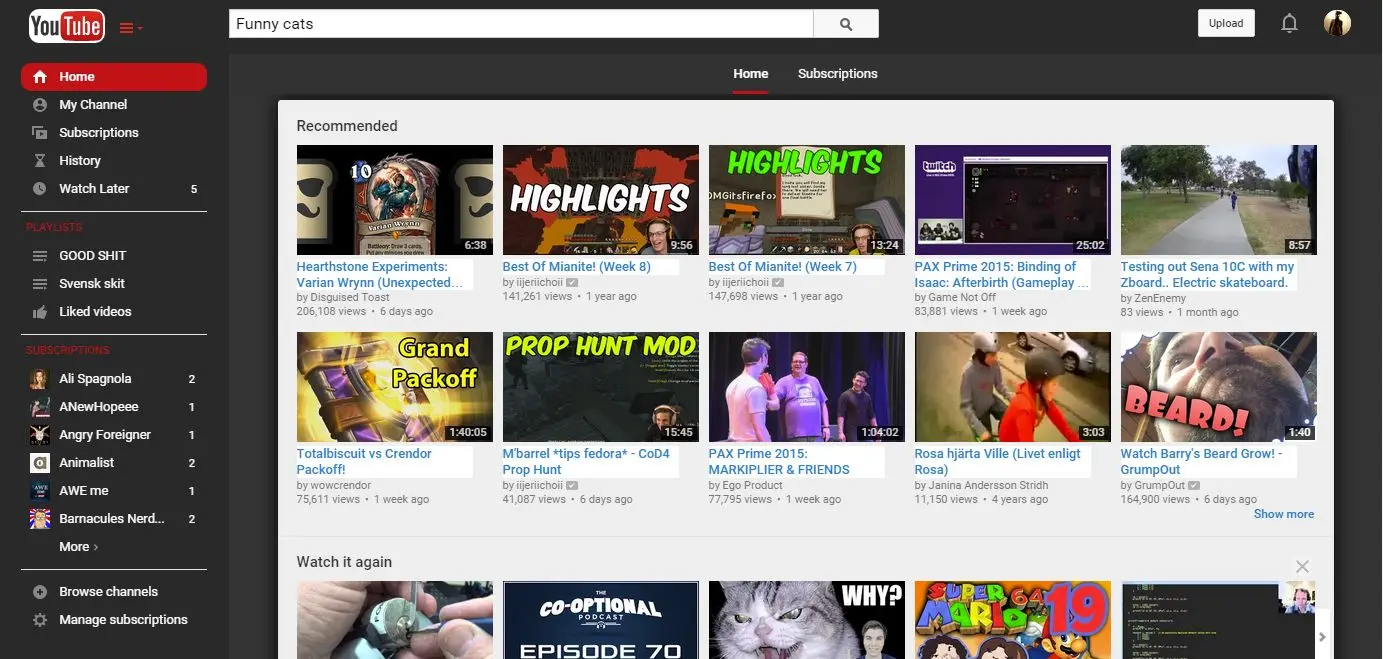 YouTube
Funny cats
Upload
Home
My Channel
Subscriptions
History
Watch Later 5
PLAYLISTS
GOOD SHIT
Svensk skit
Liked videos
SUBSCRIPTIONS
Ali Spagnola 2
ANewHopeee 1
Angry Foreigner 1
Animalist 2
AWE me 1
Barnacules Nerd... 2
More ›
Browse channels
Manage subscriptions
Home Subscriptions
Recommended
10
Varian Wrynn
Battlecry: Draw 3 cards.
6:38
Hearthstone Experiments:
Varian Wrynn (Unexpected...
by Disguised Toast
206,108 views • 6 days ago
HIGHLIGHTS
9:56
Best Of Mianite! (Week 8)
by iijeriichoii
141,261 views • 1 year ago
HIGHLIGHTS
OMGitsfirefox
13:24
Best Of Mianite! (Week 7)
by iijeriichoii
147,698 views • 1 year ago
twitch
25:02
PAX Prime 2015: Binding of
Isaac: Afterbirth (Gameplay ...
by Game Not Off
83,881 views • 1 week ago
8:57
Testing out Sena 10C with my
Zboard.. Electric skateboard.
by ZenEnemy
83 views • 1 month ago
Grand
Packoff
1:40:05
Totalbiscuit vs Crendor
Packoff!
by wowcrendor
75,611 views • 1 week ago
PROP HUNT MOD
15:45
M'barrel *tips fedora* - CoD4
Prop Hunt
by iijeriichoii
41,087 views • 6 days ago
1:04:02
PAX Prime 2015:
MARKIPLIER & FRIENDS
by Ego Product
77,795 views • 1 week ago
3:03
Rosa hjärta Ville (Livet enligt
Rosa)
by Janina Andersson Stridh
11,150 views • 4 years ago
BEARD!
1:40
Watch Barry's Beard Grow! -
GrumpOut
by GrumpOut
164,900 views • 6 days ago
Show more
Watch it again
THE
CO-OPTIONAL
PODCAST
EPISODE 70
WHY?
SUPER
MARIO 64
19